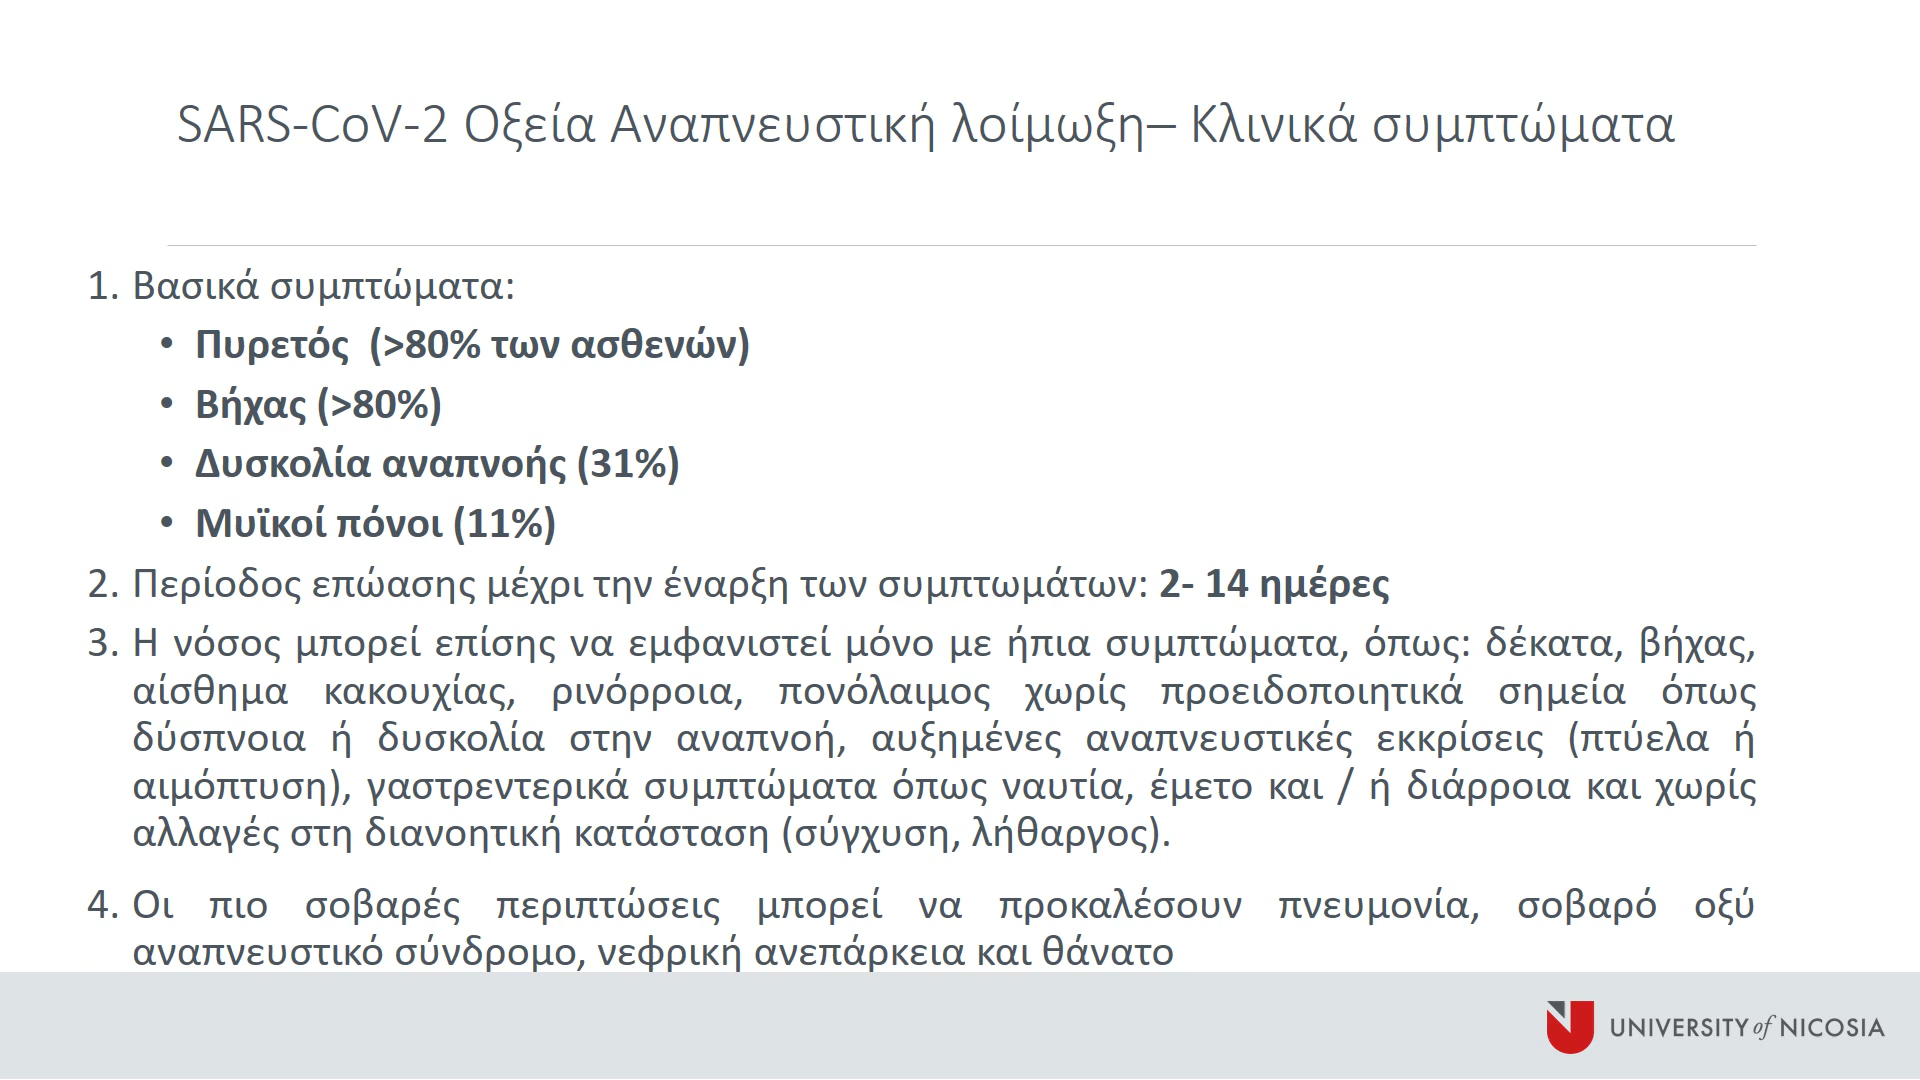 SARS-CoV-2 Οξεία Αναπνευστική λοίμωξη– Κλινικά συμπτώματα
1. Βασικά συμπτώματα:
• Πυρετός (>80% των ασθενών)
• Βήχας (>80%)
• Δυσκολία αναπνοής (31%)
• Μυϊκοί πόνοι (11%)
2. Περίοδος επώασης μέχρι την έναρξη των συμπτωμάτων: 2- 14 ημέρες
3. Η νόσος μπορεί επίσης να εμφανιστεί μόνο με ήπια συμπτώματα, όπως: δέκατα, βήχας,
αίσθημα κακουχίας, ρινόρροια, πονόλαιμος χωρίς προειδοποιητικά σημεία όπως
δύσπνοια ή δυσκολία στην αναπνοή, αυξημένες αναπνευστικές εκκρίσεις (πτύελα ή
αιμόπτυση), γαστρεντερικά συμπτώματα όπως ναυτία, έμετο και / ή διάρροια και χωρίς
αλλαγές στη διανοητική κατάσταση (σύγχυση, λήθαργος).
4. Οι πιο σοβαρές περιπτώσεις μπορεί να προκαλέσουν πνευμονία, σοβαρό οξύ
αναπνευστικό σύνδρομο, νεφρική ανεπάρκεια και θάνατο
UNIVERSITY of NICOSIA